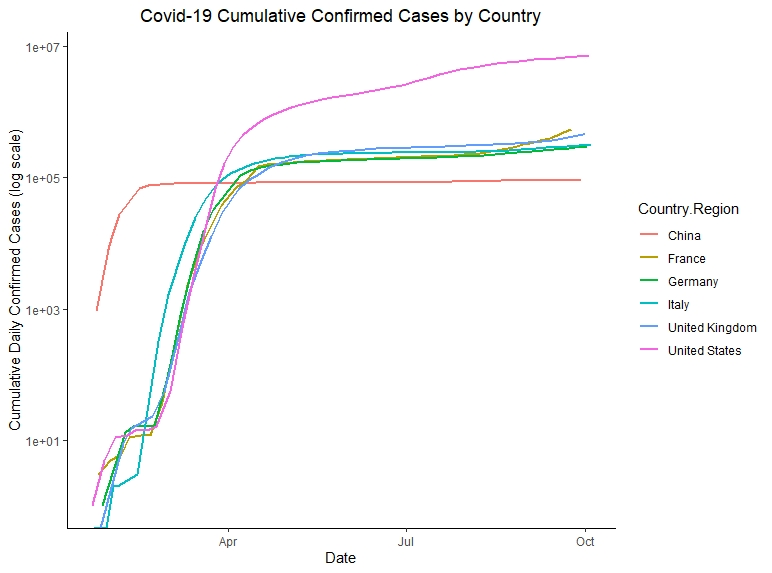 Covid-19 Cumulative Confirmed Cases by Country
Cumulative Daily Confirmed Cases (log scale)
1e+07
1e+05
1e+03
1e+01
Apr Jul Oct
Date
Country.Region
China
France
Germany
Italy
United Kingdom
United States